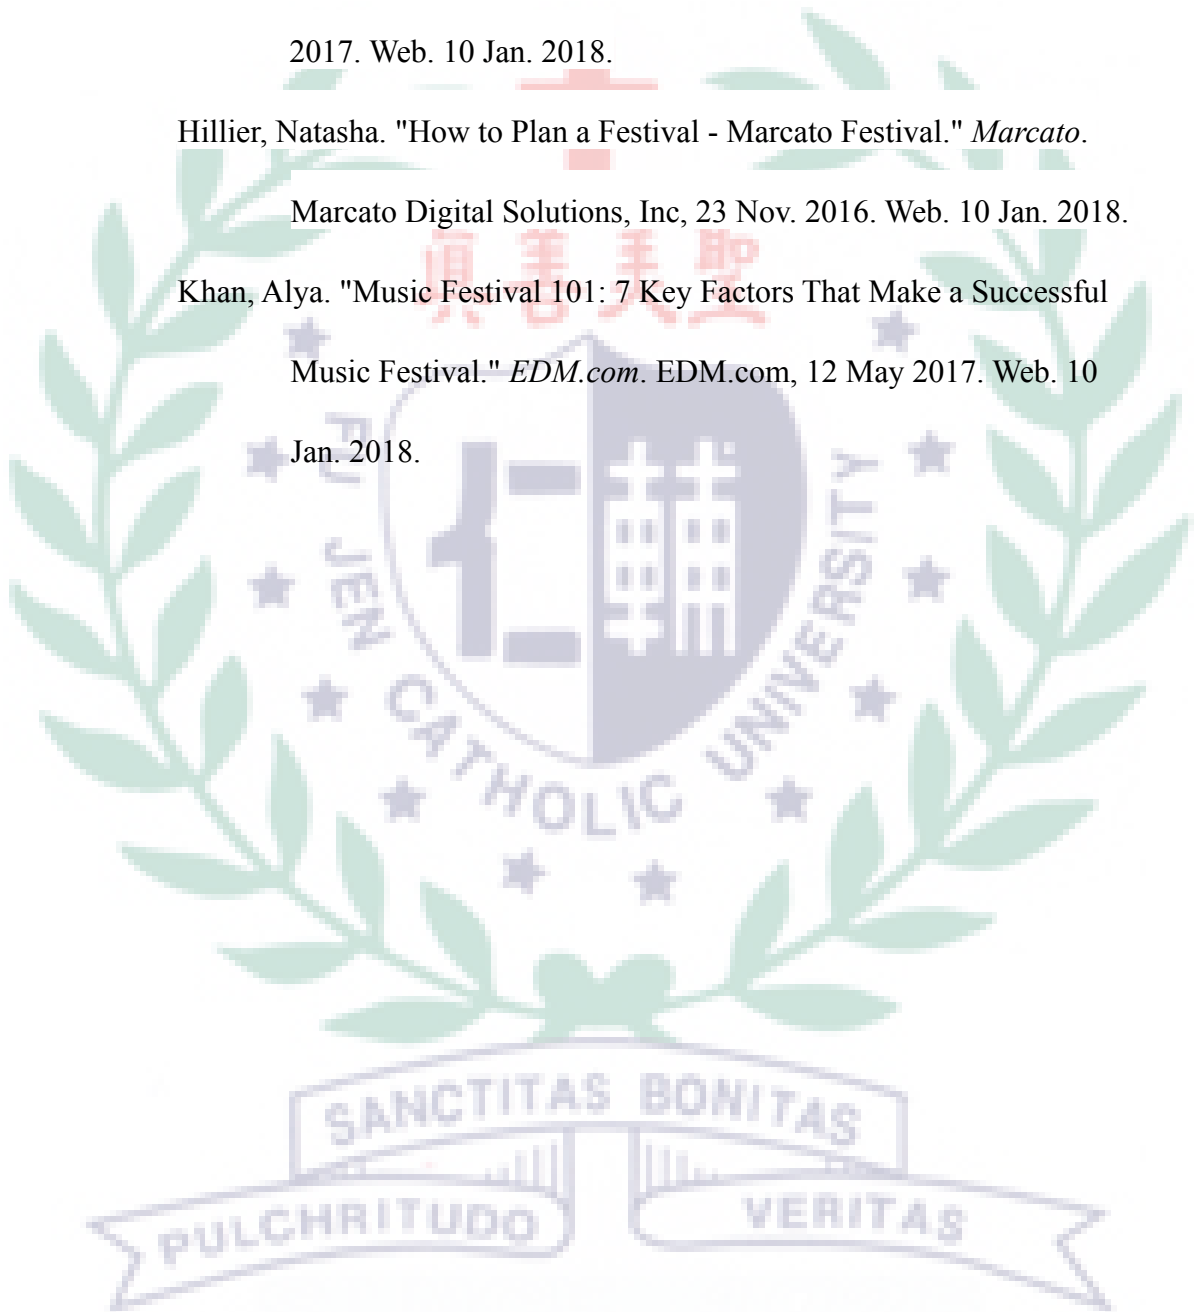 2017. Web. 10 Jan. 2018.
Hillier, Natasha. "How to Plan a Festival - Marcato Festival." Marcato.
Marcato Digital Solutions, Inc, 23 Nov. 2016. Web. 10 Jan. 2018.
眞善美聖
Khan, Alya. "Music Festival 101: 7 Key Factors That Make a Successful
Music Festival." EDM.com. EDM.com, 12 May 2017. Web. 10
Jan. 2018.
FU JEN CATHOLIC UNIVERSITY
SANCTITAS BONITAS
PULCHRITUDO VERITAS